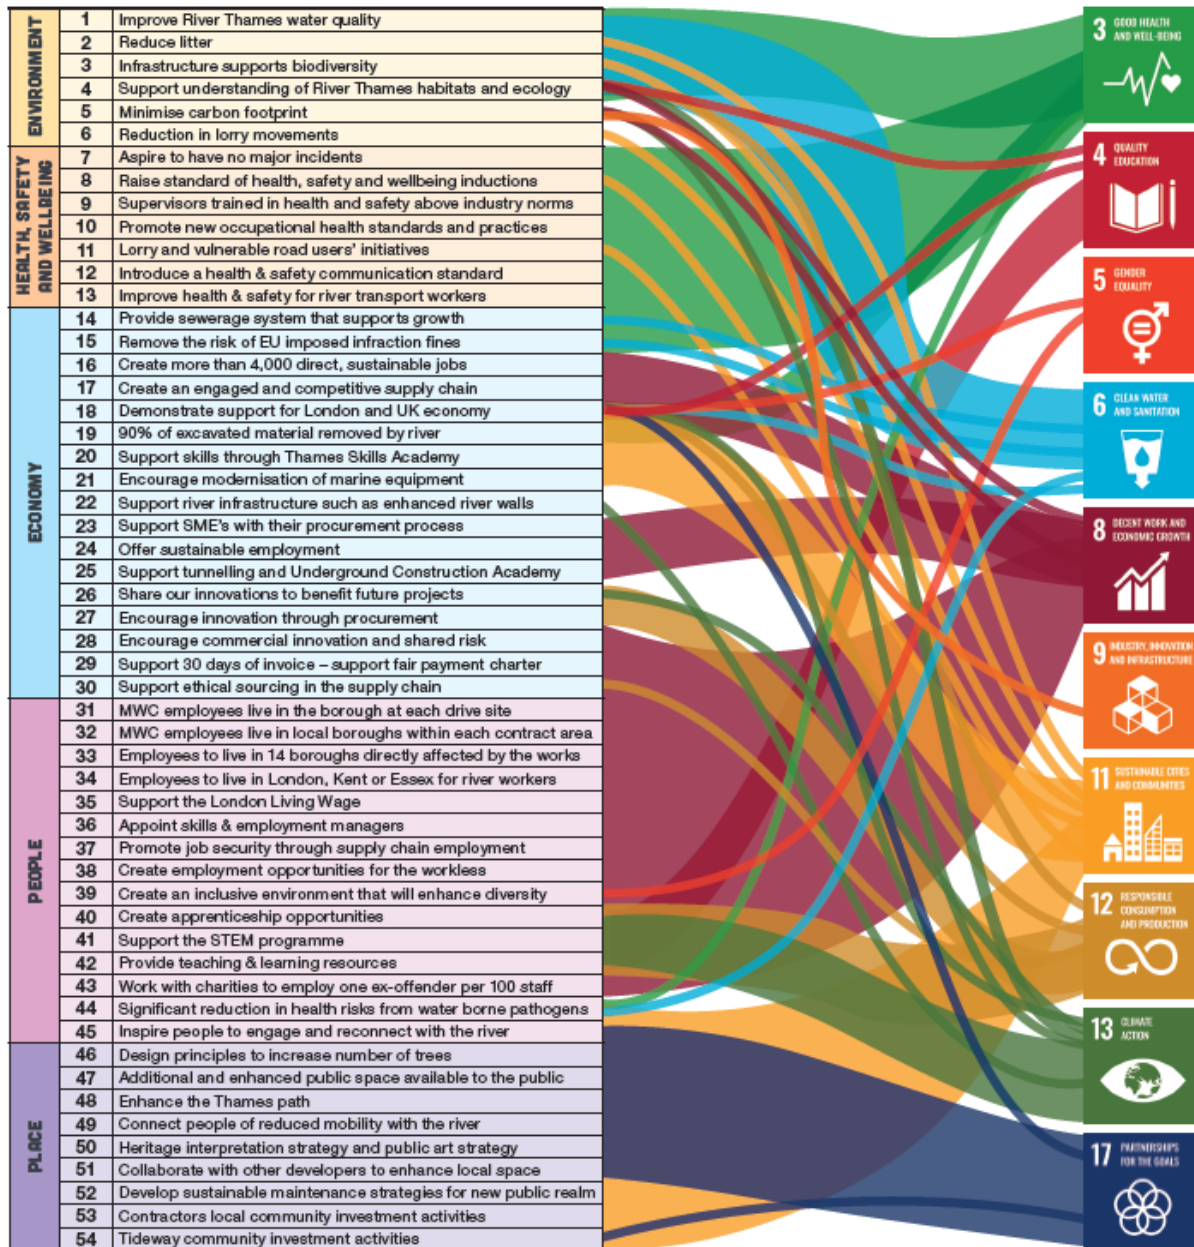 ENVIRONMENT
1 Improve River Thames water quality
2 Reduce litter
3 Infrastructure supports biodiversity
4 Support understanding of River Thames habitats and ecology
5 Minimise carbon footprint
6 Reduction in lorry movements
HEALTH, SAFETY
AND WELLBEING
7 Aspire to have no major incidents
8 Raise standard of health, safety and wellbeing inductions
9 Supervisors trained in health and safety above industry norms
10 Promote new occupational health standards and practices
11 Lorry and vulnerable road users' initiatives
12 Introduce a health & safety communication standard
13 Improve health & safety for river transport workers
ECONOMY
14 Provide sewerage system that supports growth
15 Remove the risk of EU imposed infraction fines
16 Create more than 4,000 direct, sustainable jobs
17 Create an engaged and competitive supply chain
18 Demonstrate support for London and UK economy
19 90% of excavated material removed by river
20 Support skills through Thames Skills Academy
21 Encourage modernisation of marine equipment
22 Support river infrastructure such as enhanced river walls
23 Support SME's with their procurement process
24 Offer sustainable employment
25 Support tunnelling and Underground Construction Academy
26 Share our innovations to benefit future projects
27 Encourage innovation through procurement
28 Encourage commercial innovation and shared risk
29 Support 30 days of invoice – support fair payment charter
30 Support ethical sourcing in the supply chain
PEOPLE
31 MWC employees live in the borough at each drive site
32 MWC employees live in local boroughs within each contract area
33 Employees to live in 14 boroughs directly affected by the works
34 Employees to live in London, Kent or Essex for river workers
35 Support the London Living Wage
36 Appoint skills & employment managers
37 Promote job security through supply chain employment
38 Create employment opportunities for the workless
39 Create an inclusive environment that will enhance diversity
40 Create apprenticeship opportunities
41 Support the STEM programme
42 Provide teaching & learning resources
43 Work with charities to employ one ex-offender per 100 staff
44 Significant reduction in health risks from water borne pathogens
45 Inspire people to engage and reconnect with the river
PLACE
46 Design principles to increase number of trees
47 Additional and enhanced public space available to the public
48 Enhance the Thames path
49 Connect people of reduced mobility with the river
50 Heritage interpretation strategy and public art strategy
51 Collaborate with other developers to enhance local space
52 Develop sustainable maintenance strategies for new public realm
53 Contractors local community investment activities
54 Tideway community investment activities
3 GOOD HEALTH
AND WELL-BEING
4 QUALITY
EDUCATION
5 GENDER
EQUALITY
6 CLEAN WATER
AND SANITATION
8 DECENT WORK AND
ECONOMIC GROWTH
9 INDUSTRY, INNOVATION
AND INFRASTRUCTURE
11 SUSTAINABLE CITIES
AND COMMUNITIES
12 RESPONSIBLE
CONSUMPTION
AND PRODUCTION
13 CLIMATE
ACTION
17 PARTNERSHIPS
FOR THE GOALS